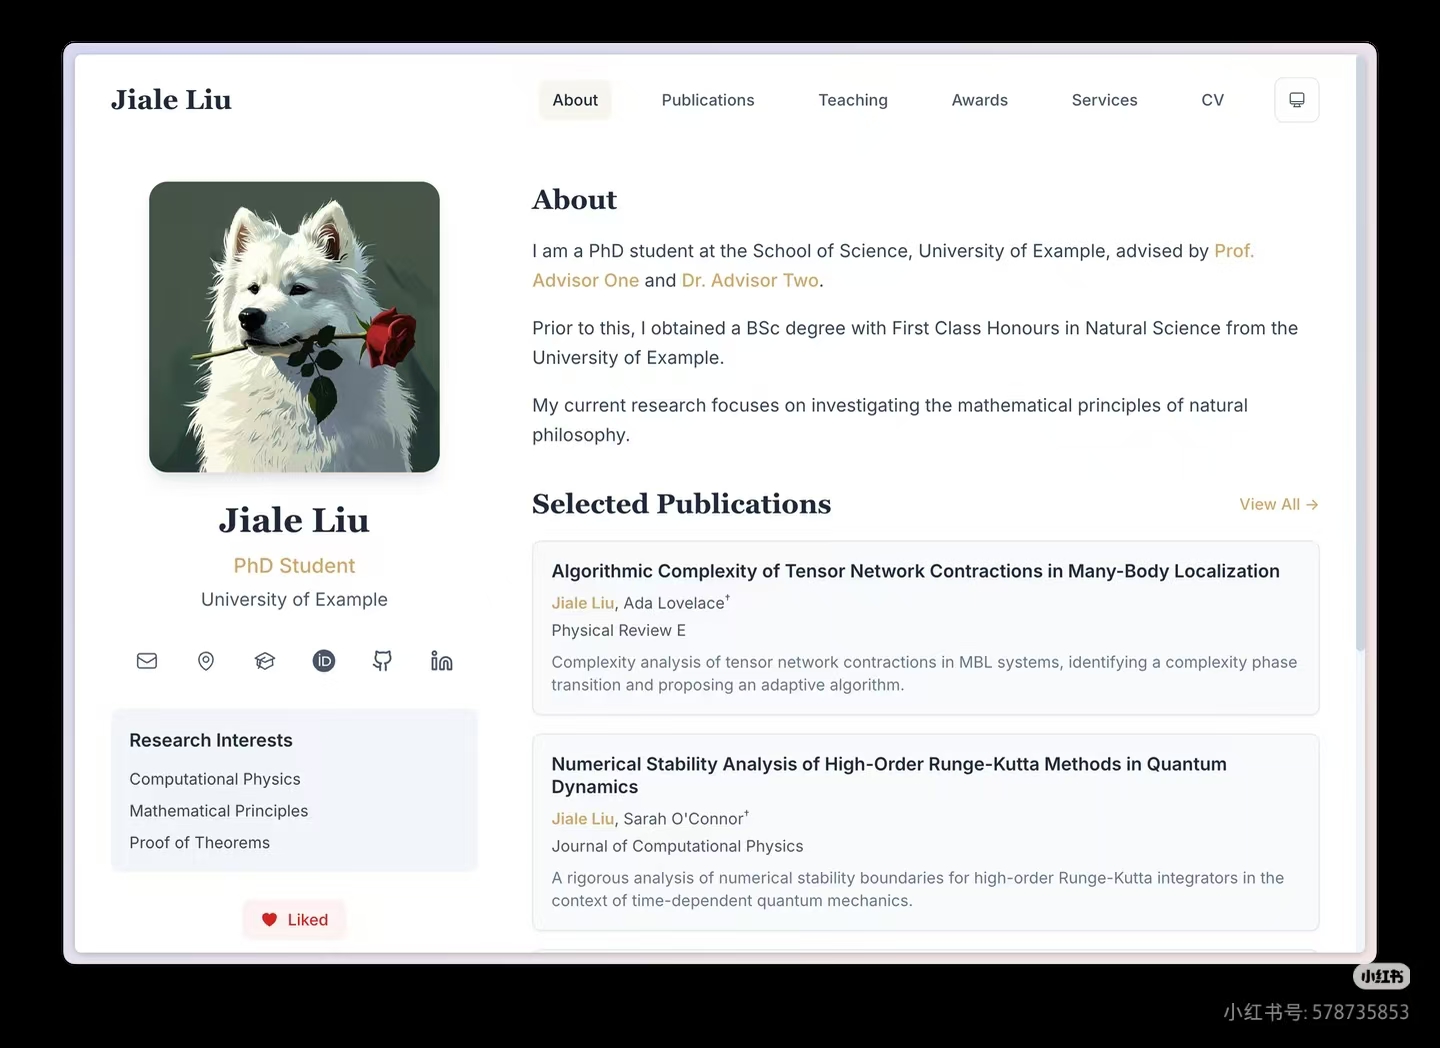 Jiale Liu
About
Publications
Teaching
Awards
Services
CV
Jiale Liu
PhD Student
University of Example
iD
in
Research Interests
Computational Physics
Mathematical Principles
Proof of Theorems
Liked
About
I am a PhD student at the School of Science, University of Example, advised by Prof.
Advisor One and Dr. Advisor Two.
Prior to this, I obtained a BSc degree with First Class Honours in Natural Science from the
University of Example.
My current research focuses on investigating the mathematical principles of natural
philosophy.
Selected Publications
View All →
Algorithmic Complexity of Tensor Network Contractions in Many-Body Localization
Jiale Liu, Ada Lovelace†
Physical Review E
Complexity analysis of tensor network contractions in MBL systems, identifying a complexity phase
transition and proposing an adaptive algorithm.
Numerical Stability Analysis of High-Order Runge-Kutta Methods in Quantum
Dynamics
Jiale Liu, Sarah O'Connor†
Journal of Computational Physics
A rigorous analysis of numerical stability boundaries for high-order Runge-Kutta integrators in the
context of time-dependent quantum mechanics.
小红书
小红书号: 578735853